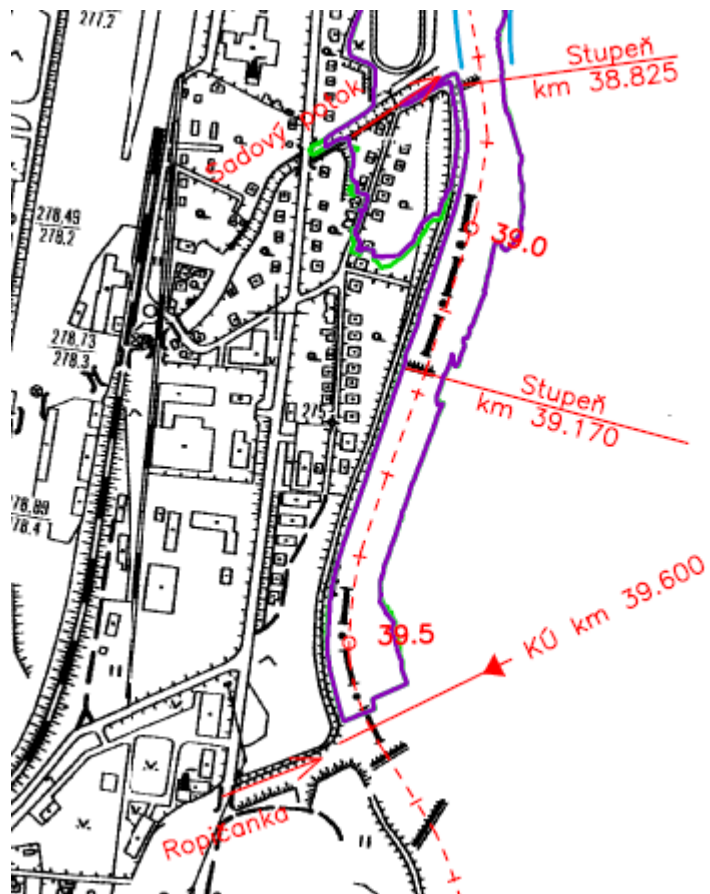 277.2
Stupeň
km 38.825
Sadový potok
278,49
278.2
39.0
278,73
278.3
Stupeň
km 39.170
275
278,89
278.4
KÚ km 39.600
39.5
Ropičanka